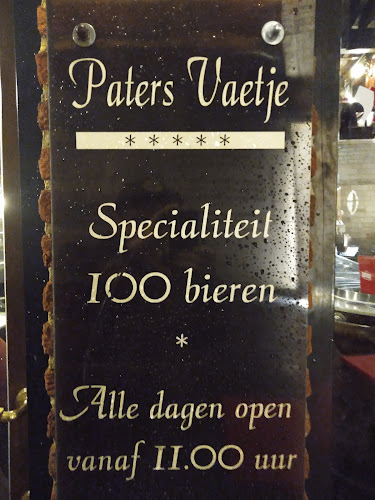 Paters Vaetje
* * * * *
Specialiteit
100 bieren
*
Alle dagen open
vanaf 11.00 uur